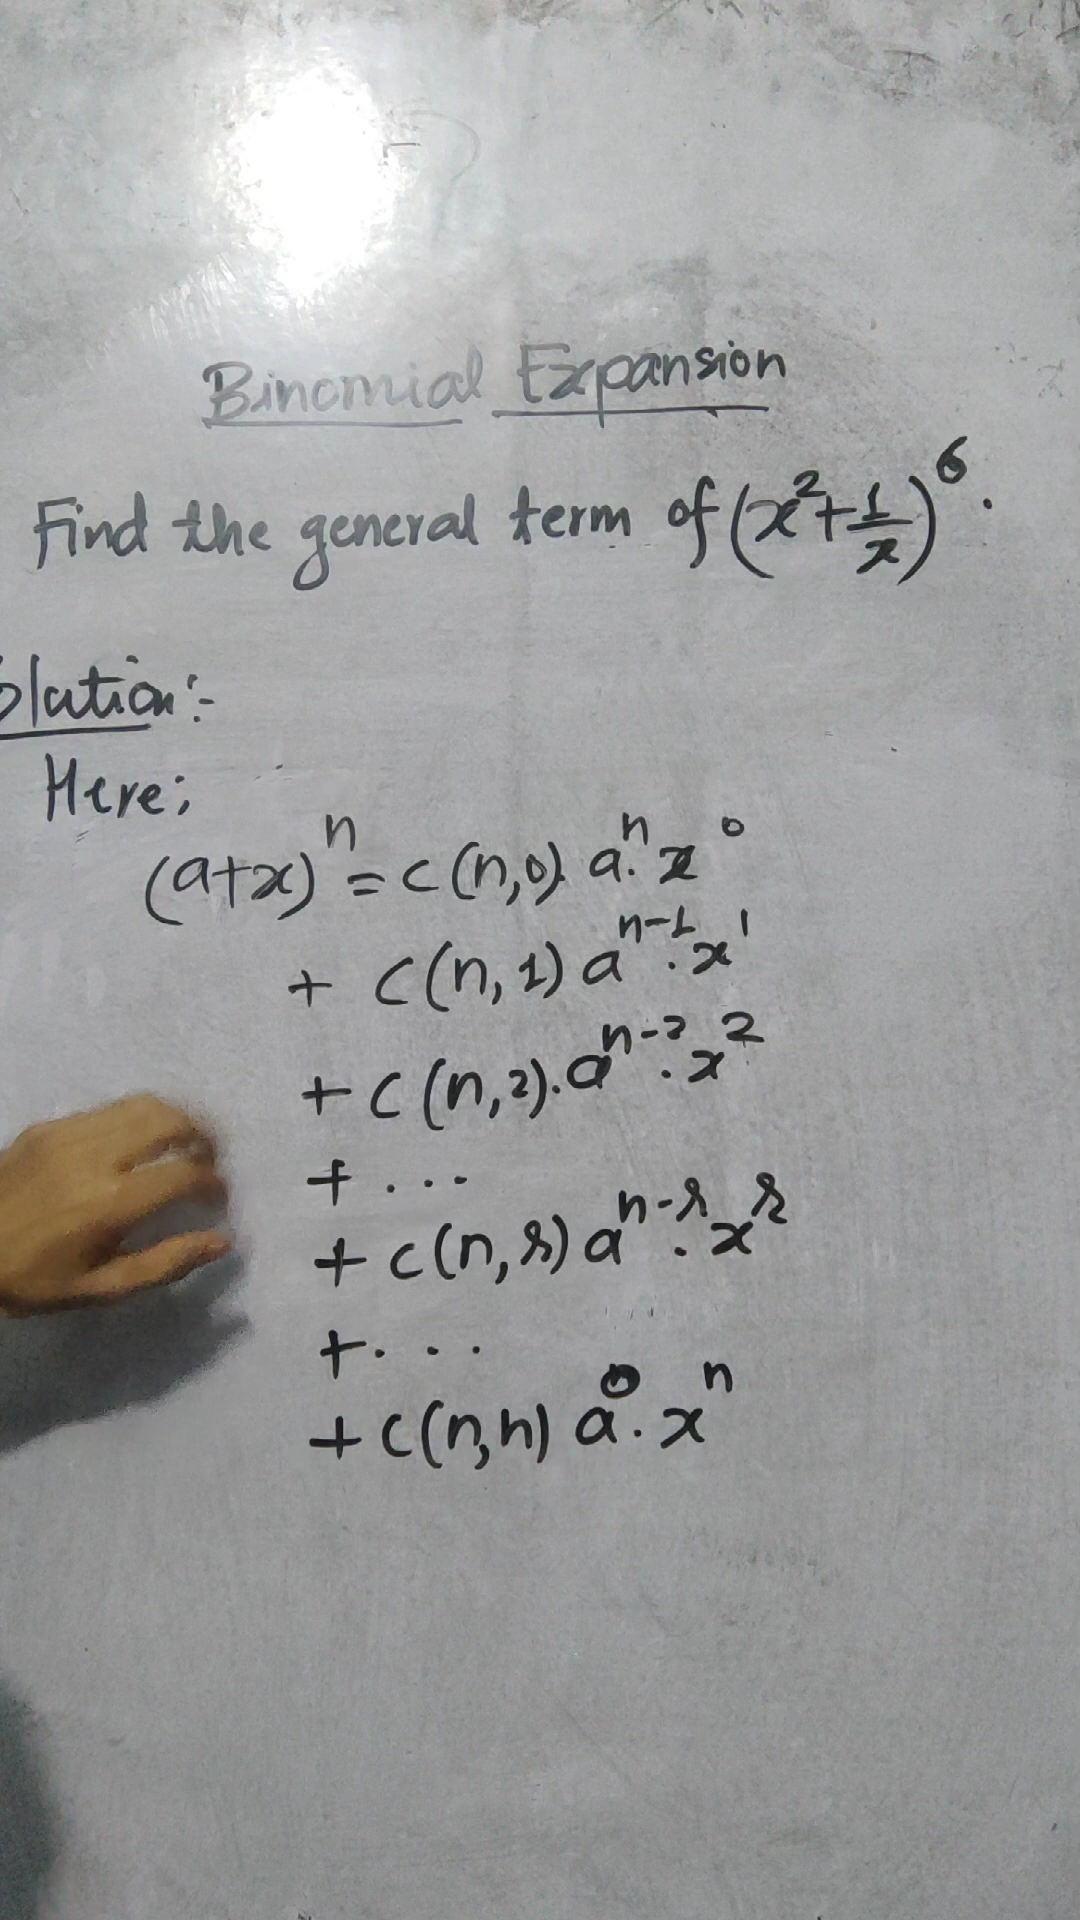 Binomial Expansion
Find the general term of (x²+1/x)⁶.
olution:-
Here;
(a+x)ⁿ = c(n,0). aⁿ. x⁰
+ c(n,1) aⁿ⁻¹. x¹
+ c(n,2). aⁿ⁻². x²
+ ...
+ c(n,r) aⁿ⁻ʳ. xʳ
+. . . .
+ c(n,n) a⁰. xⁿ